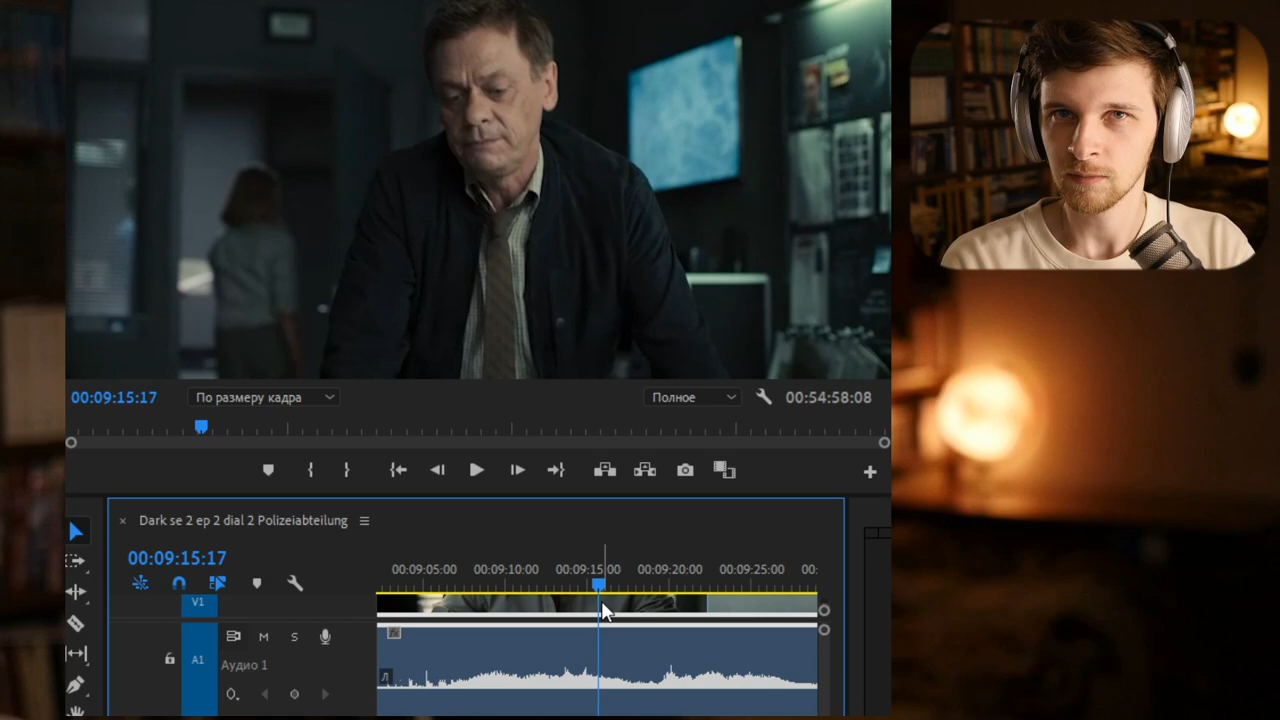 00:09:15:17
По размеру кадра
Полное
00:54:58:08
Dark se 2 ep 2 dial 2 Polizeiabteilung
00:09:15:17
00:09:05:00
00:09:10:00
00:09:15:00
00:09:20:00
00:09:25:00
00:
V1
M
S
A1
Аудио 1
Л